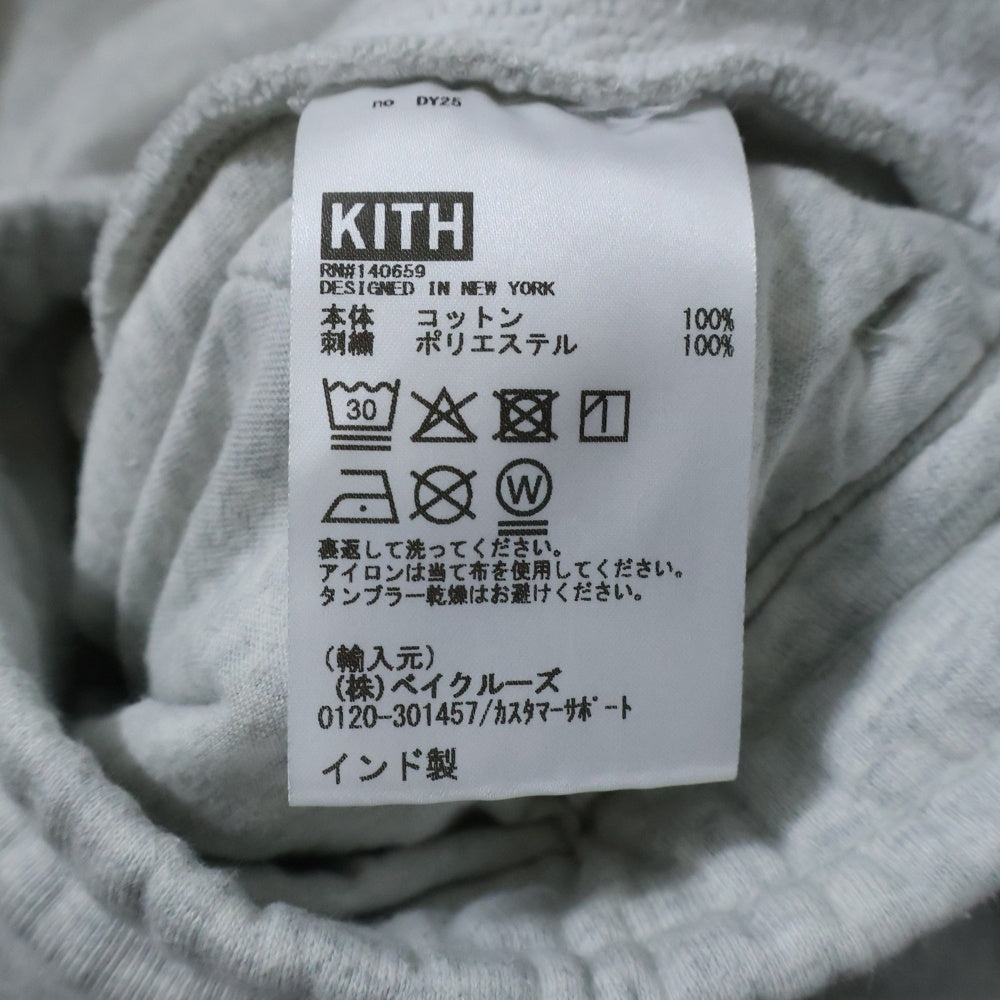 no DY25
KITH
RN#140659
DESIGNED IN NEW YORK
本体 コットン 100%
刺繍 ポリエステル 100%
30
W
裏返して洗ってください。
アイロンは当て布を使用してください。
タンブラー乾燥はお避けください。
(輸入元)
(株)ベイクルーズ
0120-301457/カスタマーサポート
インド製